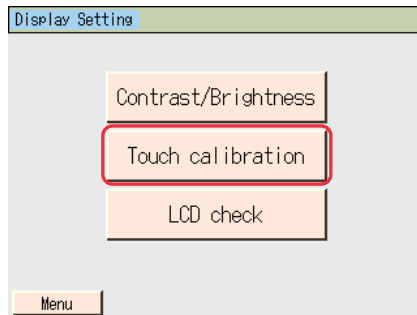 Display Setting
Contrast/Brightness
Touch calibration
LCD check
Menu